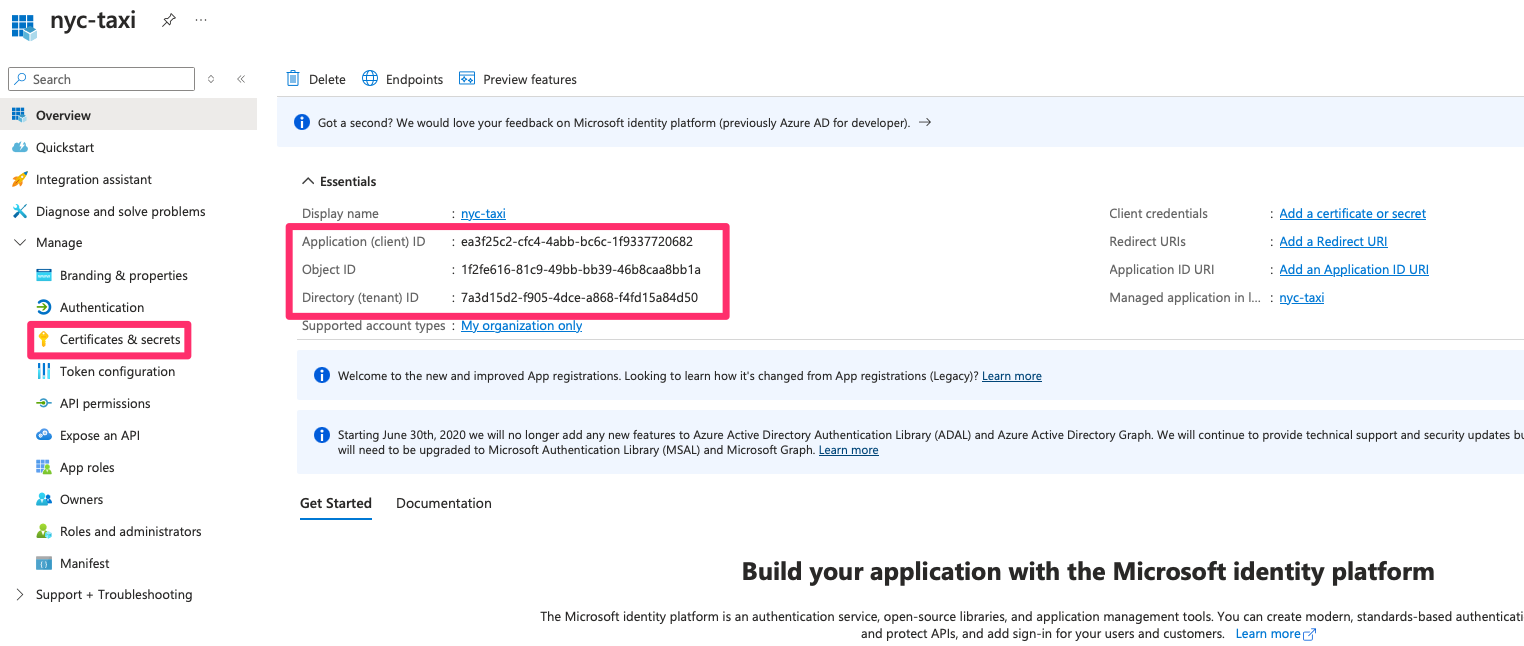 nyc-taxi
...
Search
«
Overview
Quickstart
Integration assistant
Diagnose and solve problems
Manage
Branding & properties
Authentication
Certificates & secrets
Token configuration
API permissions
Expose an API
App roles
Owners
Roles and administrators
Manifest
Support + Troubleshooting
Delete Endpoints Preview features
Got a second? We would love your feedback on Microsoft identity platform (previously Azure AD for developer). →
Essentials
Display name : nyc-taxi
Application (client) ID : ea3f25c2-cfc4-4abb-bc6c-1f9337720682
Object ID : 1f2fe616-81c9-49bb-bb39-46b8caa8bb1a
Directory (tenant) ID : 7a3d15d2-f905-4dce-a868-f4fd15a84d50
Supported account types : My organization only
Client credentials : Add a certificate or secret
Redirect URIs : Add a Redirect URI
Application ID URI : Add an Application ID URI
Managed application in l... : nyc-taxi
Welcome to the new and improved App registrations. Looking to learn how it's changed from App registrations (Legacy)? Learn more
Starting June 30th, 2020 we will no longer add any new features to Azure Active Directory Authentication Library (ADAL) and Azure Active Directory Graph. We will continue to provide technical support and security updates
will need to be upgraded to Microsoft Authentication Library (MSAL) and Microsoft Graph. Learn more
Get Started Documentation
Build your application with the Microsoft identity platform
The Microsoft identity platform is an authentication service, open-source libraries, and application management tools. You can create modern, standards-based
and protect APIs, and add sign-in for your users and customers. Learn more